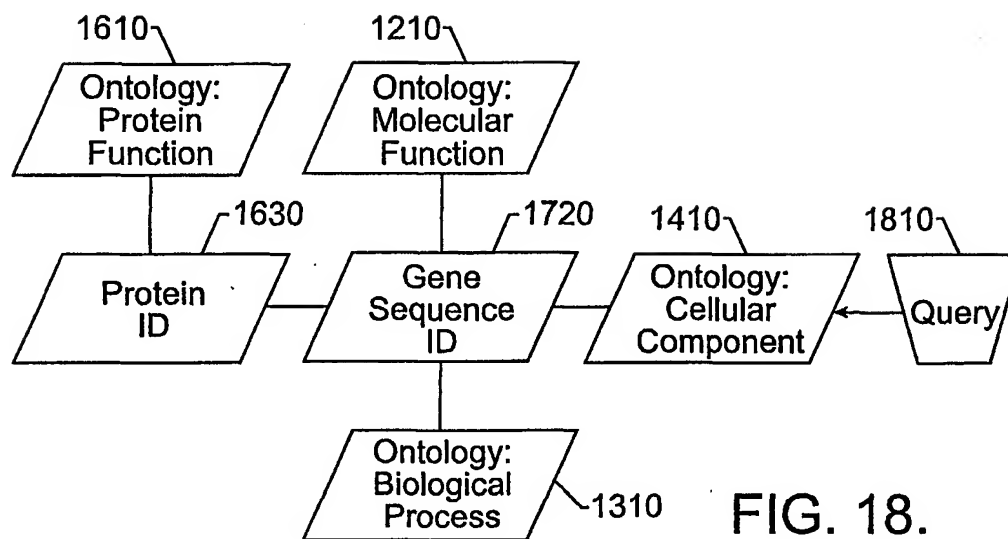 1610
1210
Ontology:
Protein
Function
Ontology:
Molecular
Function
1630
1720
1410
1810
Protein
ID
Gene
Sequence
ID
Ontology:
Cellular
Component
Query
Ontology:
Biological
Process
1310
FIG. 18.